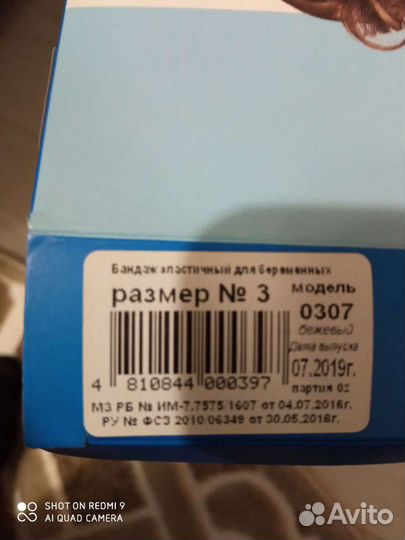 Бандаж эластичный для беременных
размер № 3
модель
0307
бежевый
Дата выпуска
07.2019г.
партия 02
4 810844 000397
МЗ РБ № ИМ-7.7575/1607 от 04.07.2016г.
РУ № ФСЗ 2010/06349 от 30.05.2016г.
SHOT ON REDMI 9
AI QUAD CAMERA
Avito